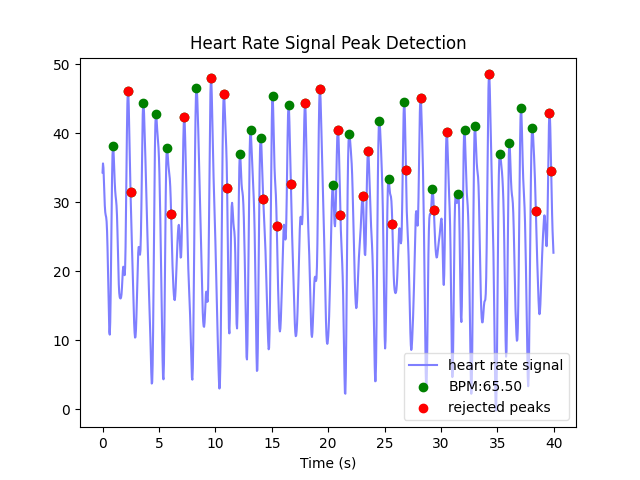 Heart Rate Signal Peak Detection
50
40
30
20
10
0
heart rate signal
BPM:65.50
rejected peaks
0 5 10 15 20 25 30 35 40
Time (s)